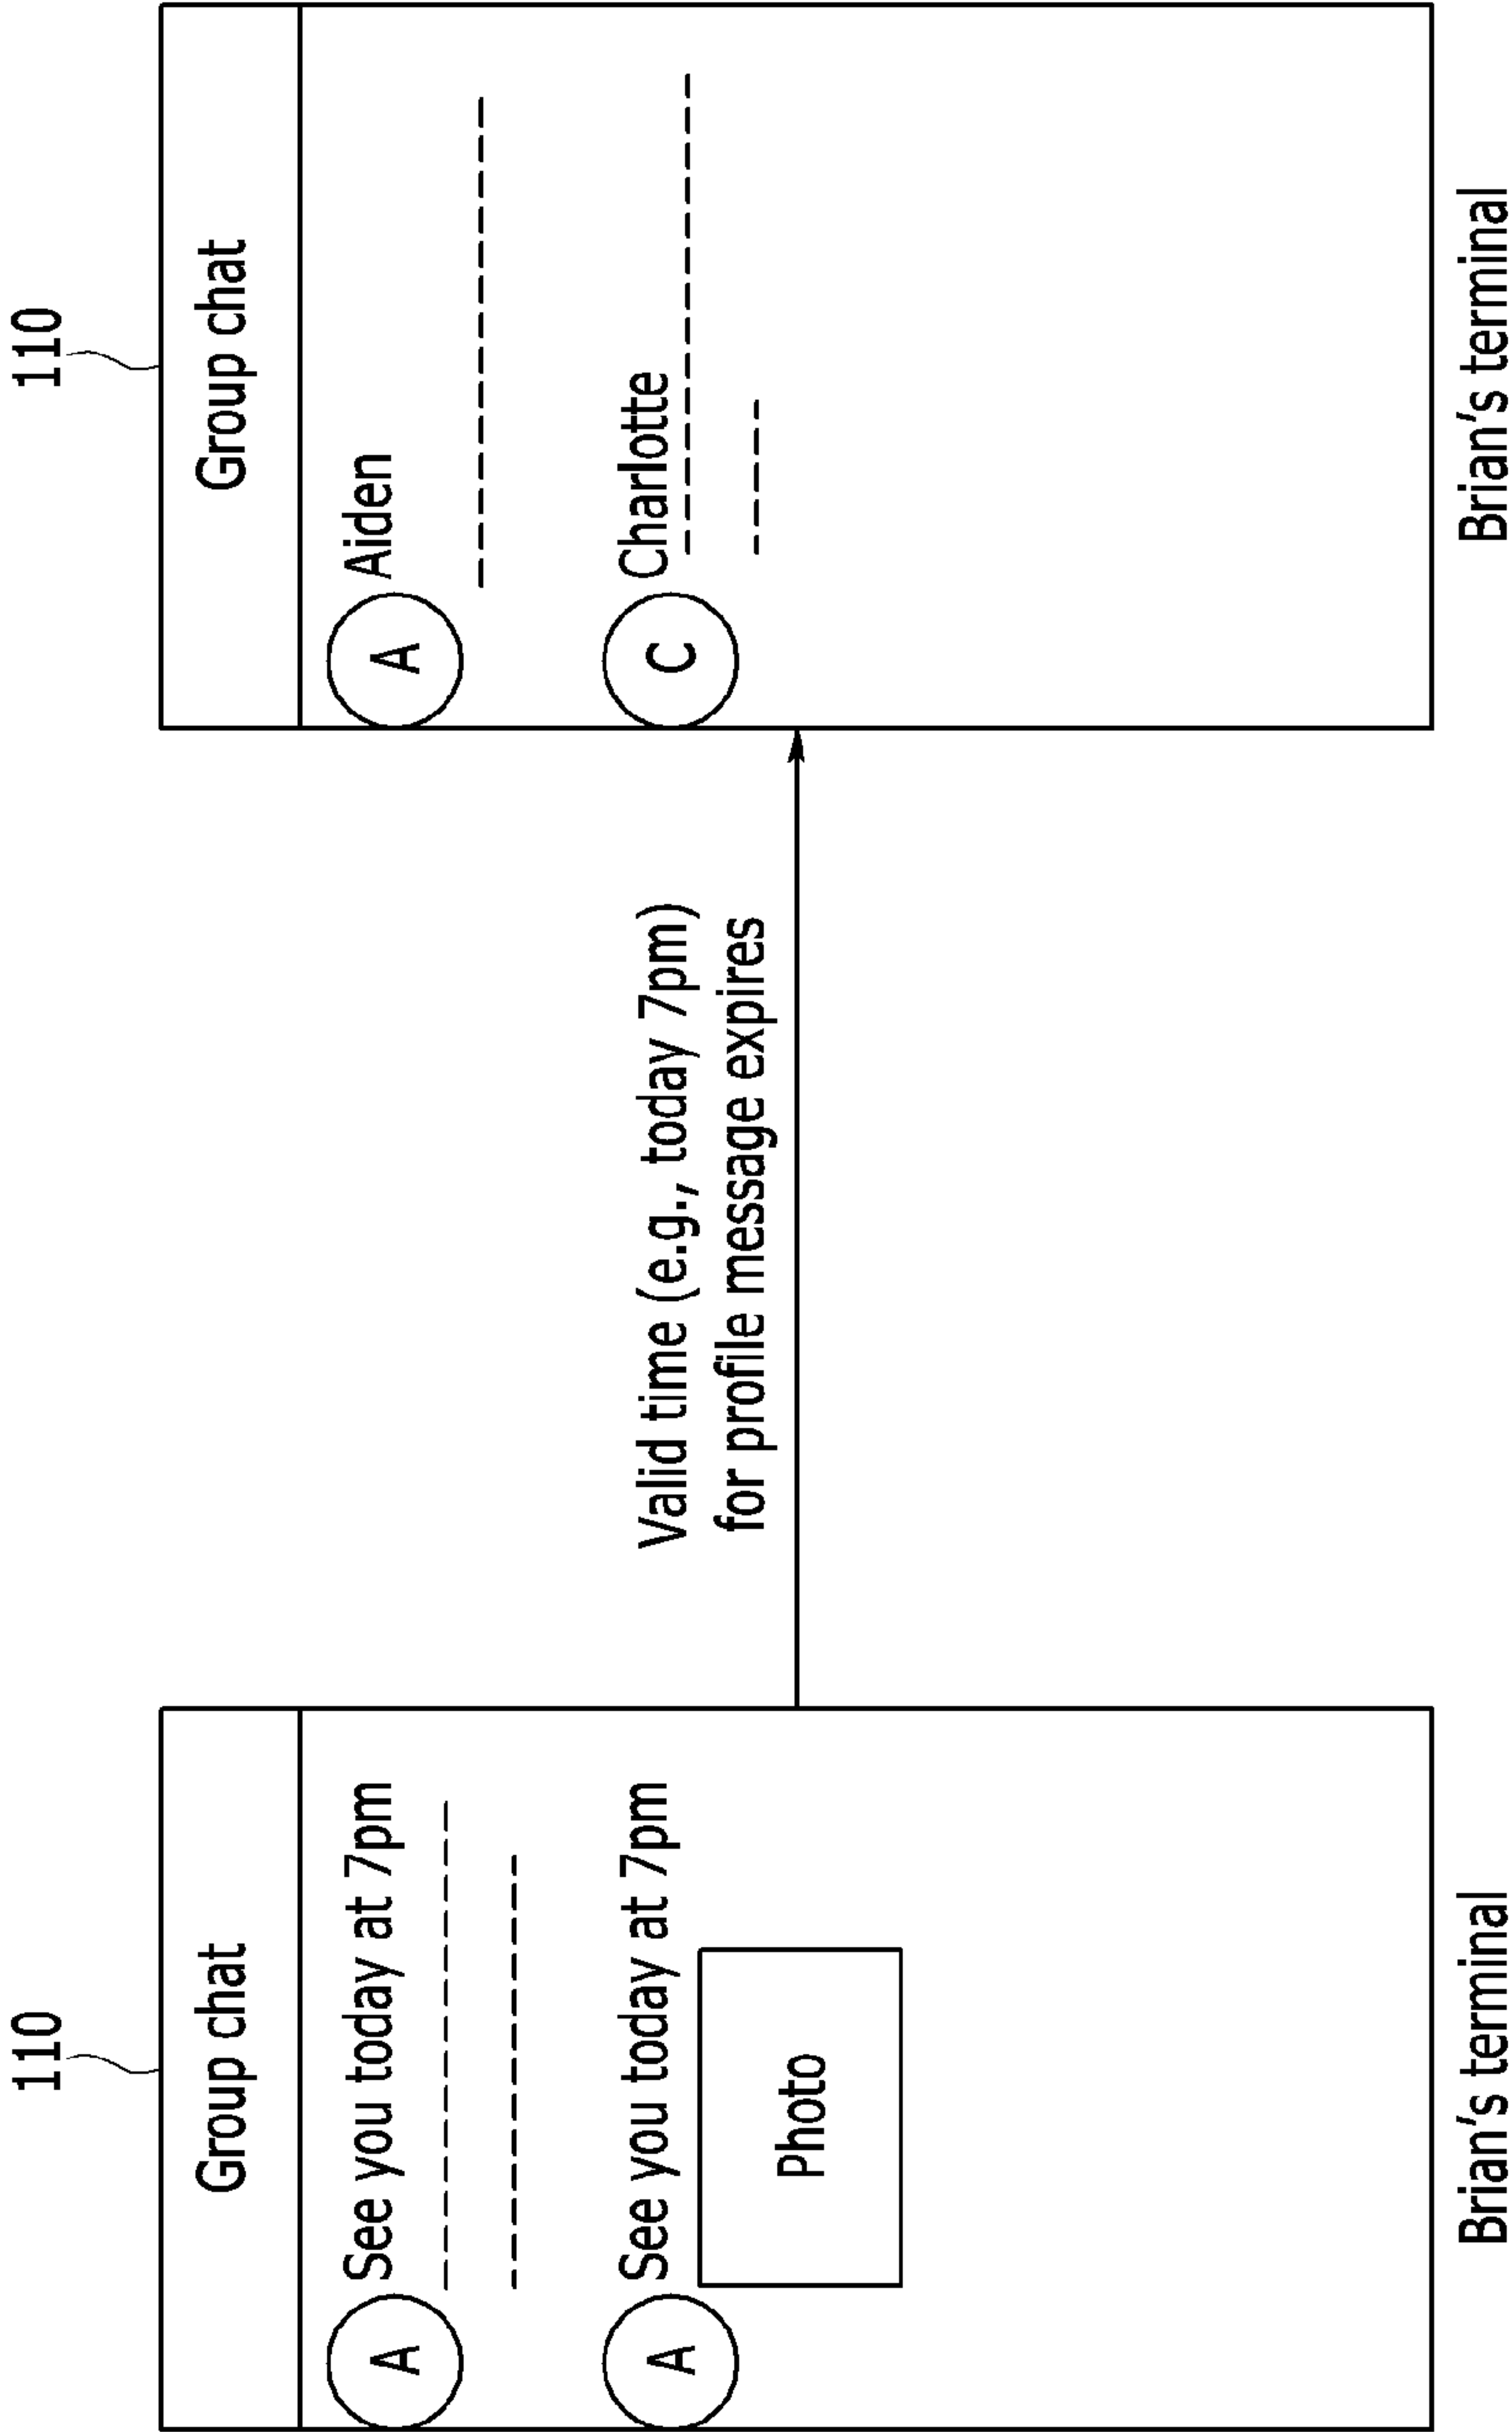 110
Group chat
A
See you today at 7pm
A
See you today at 7pm
Photo
Brian's terminal
Valid time (e.g., today 7pm)
for profile message expires
110
Group chat
A
Aiden
C
Charlotte
Brian's terminal